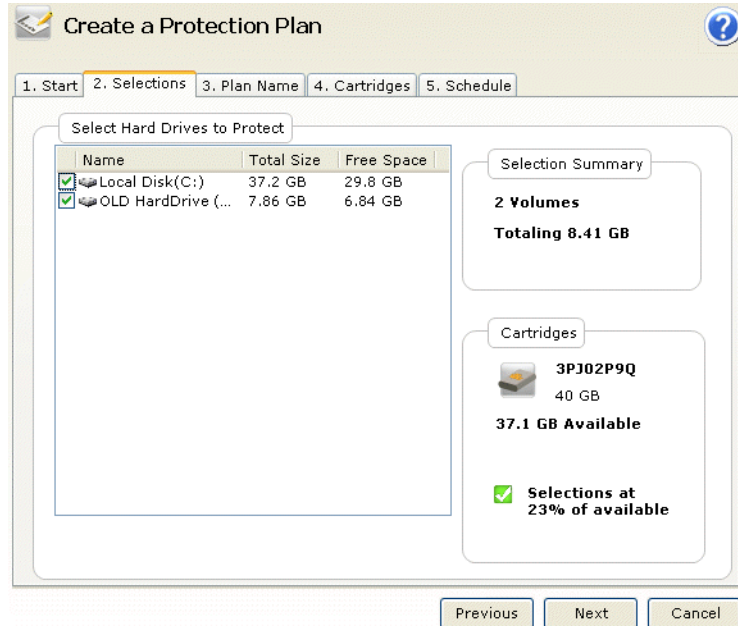 Create a Protection Plan
?
1. Start 2. Selections 3. Plan Name 4. Cartridges 5. Schedule
Select Hard Drives to Protect
Name Total Size Free Space
Local Disk(C:) 37.2 GB 29.8 GB
OLD HardDrive (... 7.86 GB 6.84 GB
Selection Summary
2 Volumes
Totaling 8.41 GB
Cartridges
3PJ02P9Q
40 GB
37.1 GB Available
Selections at
23% of available
Previous Next Cancel